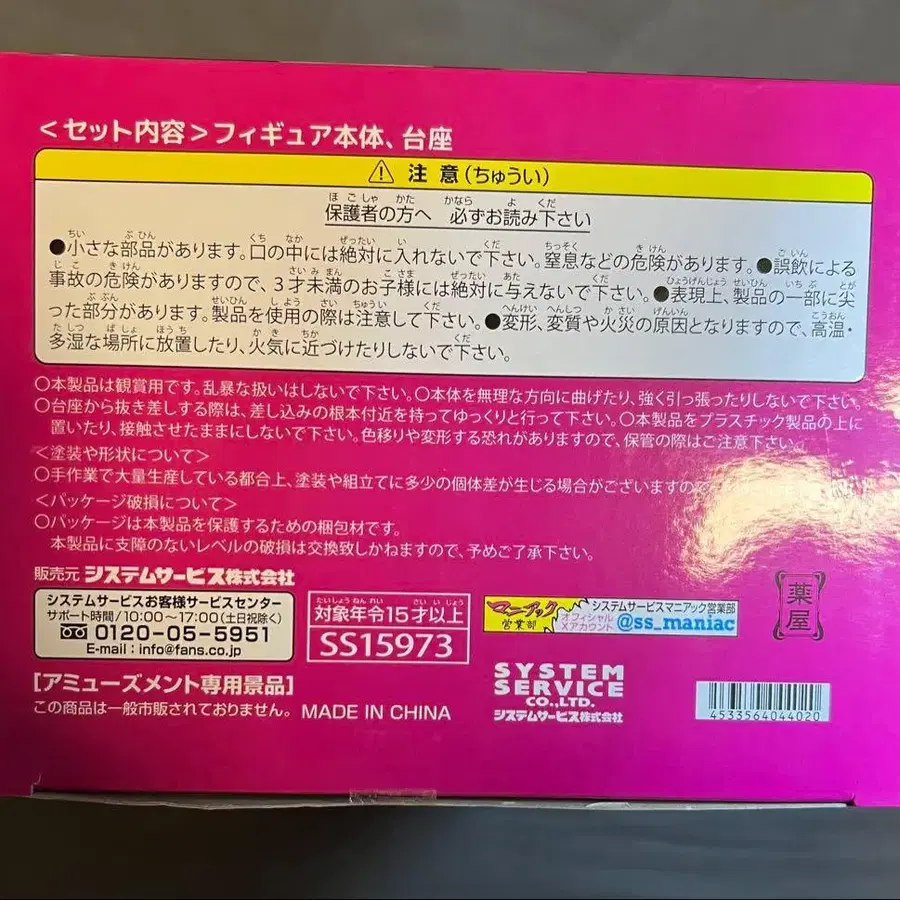 <セット内容>フィギュア本体、台座
注意(ちゅうい)
保護者の方へ 必ずお読み下さい
●小さな部品があります。口の中には絶対に入れないで下さい。窒息などの危険があります。●誤飲による
事故の危険がありますので、3才未満のお子様には絶対に与えないで下さい。●表現上、製品の一部に尖
った部分があります。製品を使用の際は注意して下さい。●変形、変質や火災の原因となりますので、高温・
多湿な場所に放置したり、火気に近づけたりしないで下さい。
○本製品は観賞用です。乱暴な扱いはしないで下さい。○本体を無理な方向に曲げたり、強く引っ張ったりしないで下さい。
○台座から抜き差しする際は、差し込みの根本付近を持ってゆっくりと行って下さい。○本製品をプラスチック製品の上に
置いたり、接触させたままにしないで下さい。色移りや変形する恐れがありますので、保管の際はご注意下さい。
<塗装や形状について>
○手作業で大量生産している都合上、塗装や組立てに多少の個体差が生じる場合がございますので
<パッケージ破損について>
○パッケージは本製品を保護するための梱包材です。
本製品に支障のないレベルの破損は交換致しかねますので、予めご了承下さい。
販売元 システムサービス株式会社
システムサービスお客様サービスセンター
サポート時間/10:00〜17:00(土日祝除く)
0120-05-5951
E-mail:info@fans.co.jp
対象年令15才以上
SS15973
マニアック営業部
システムサービスマニアック営業部
オフィシャルXアカウント @ss_maniac
薬屋
[アミューズメント専用景品]
この商品は一般市販されておりません。 MADE IN CHINA
SYSTEM
SERVICE
CO.,LTD.
システムサービス株式会社
4533564044020